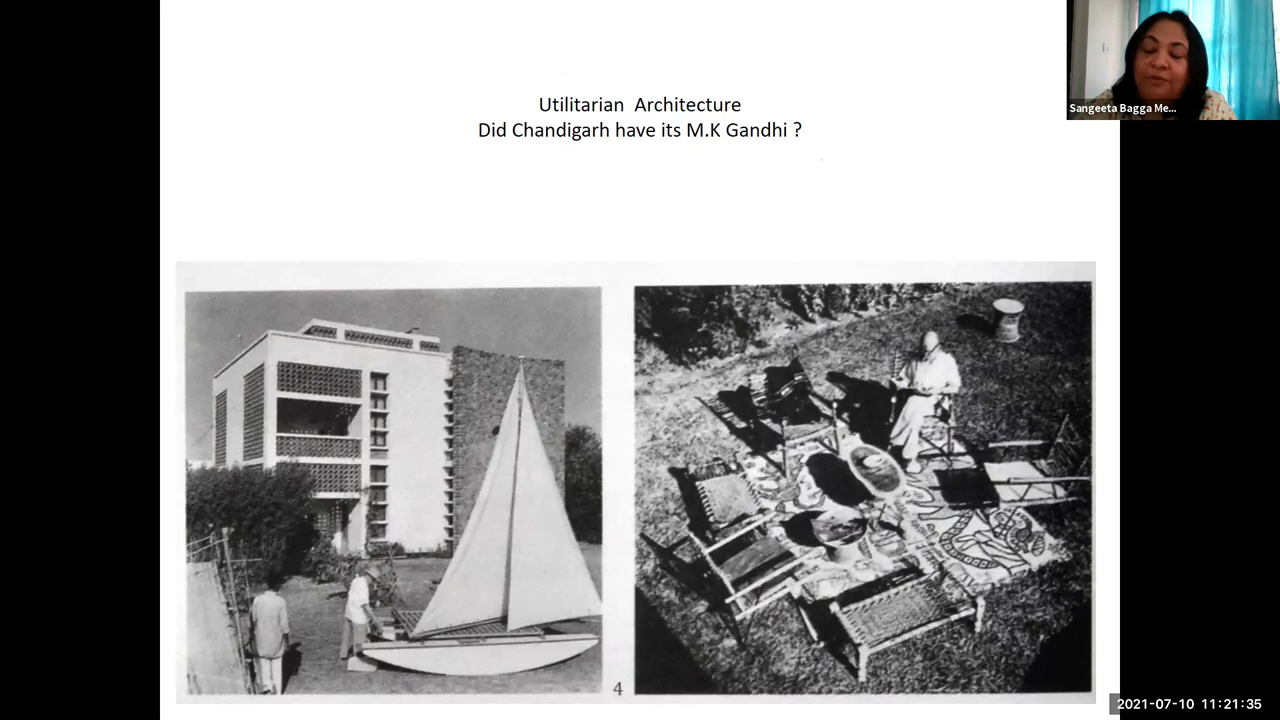 Utilitarian Architecture
Did Chandigarh have its M.K Gandhi ?
Sangeeta Bagga Me...
4
2021-07-10 11:21:35